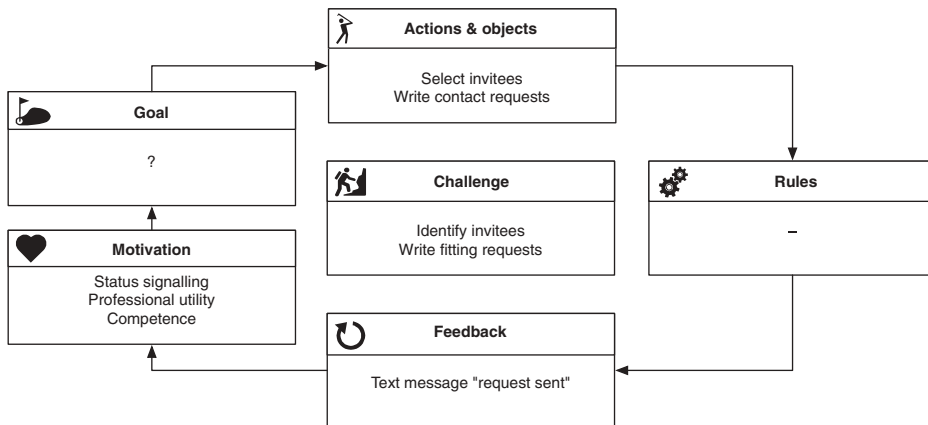 Actions & objects
Select invitees
Write contact requests
Goal
?
Challenge
Identify invitees
Write fitting requests
Rules
–
Motivation
Status signalling
Professional utility
Competence
Feedback
Text message "request sent"